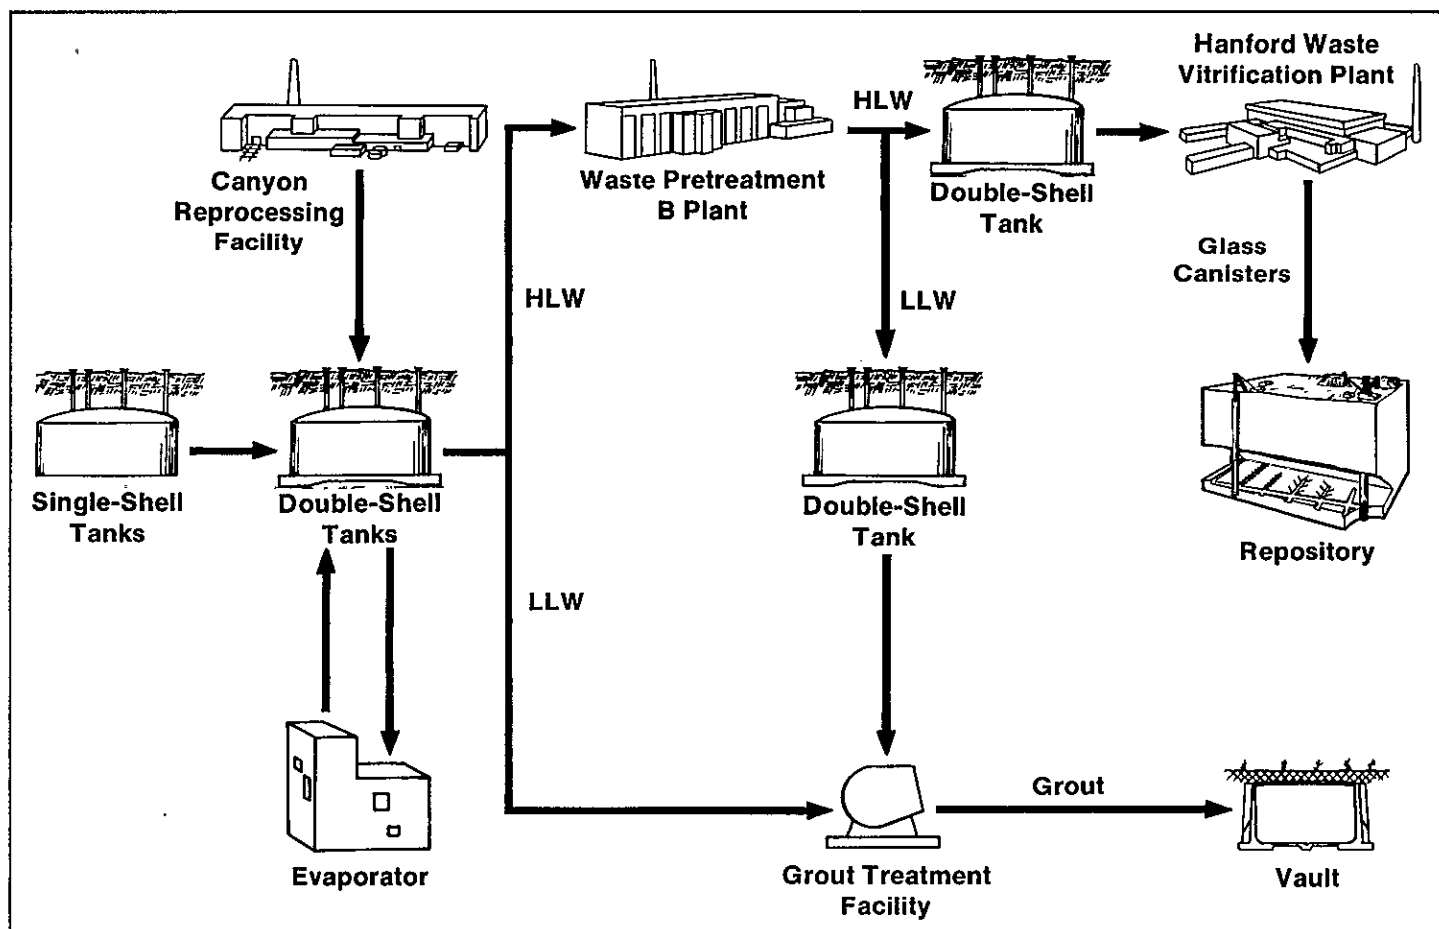 Hanford Waste
Vitrification Plant
HLW
Canyon
Reprocessing
Facility
Waste Pretreatment
B Plant
Double-Shell
Tank
Glass
Canisters
HLW
LLW
Single-Shell
Tanks
Double-Shell
Tanks
Double-Shell
Tank
Repository
LLW
Grout
Evaporator
Grout Treatment
Facility
Vault